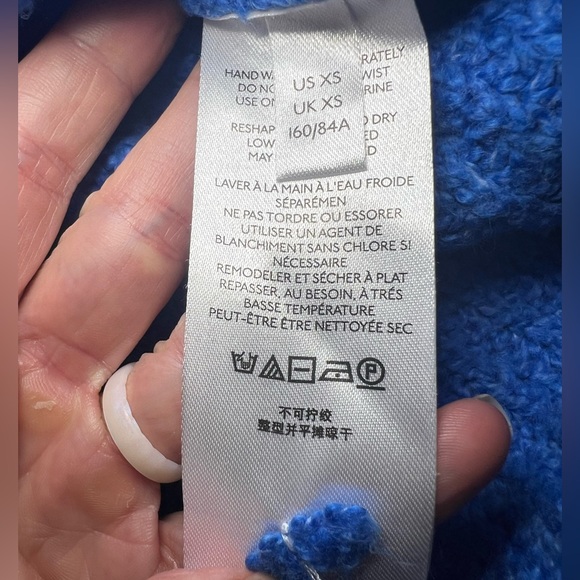 HAND W
RATELY
US XS
DO NO
WIST
UK XS
RINE
USE O
160/84A
RESHAP
DRY
LOW
ED
MAY
ED
LAVER À LA MAIN À L'EAU FROIDE
SÉPARÉMEN
NE PAS TORDRE OU ESSORER
UTILISER UN AGENT DE
BLANCHIMENT SANS CHLORE SI
NÉCESSAIRE
REMODELER ET SÉCHER À PLAT
REPASSER, AU BESOIN, À TRÉS
BASSE TEMPÉRATURE
PEUT-ÊTRE ÊTRE NETTOYÉE SEC
P
不可拧绞
整型并平摊晾干